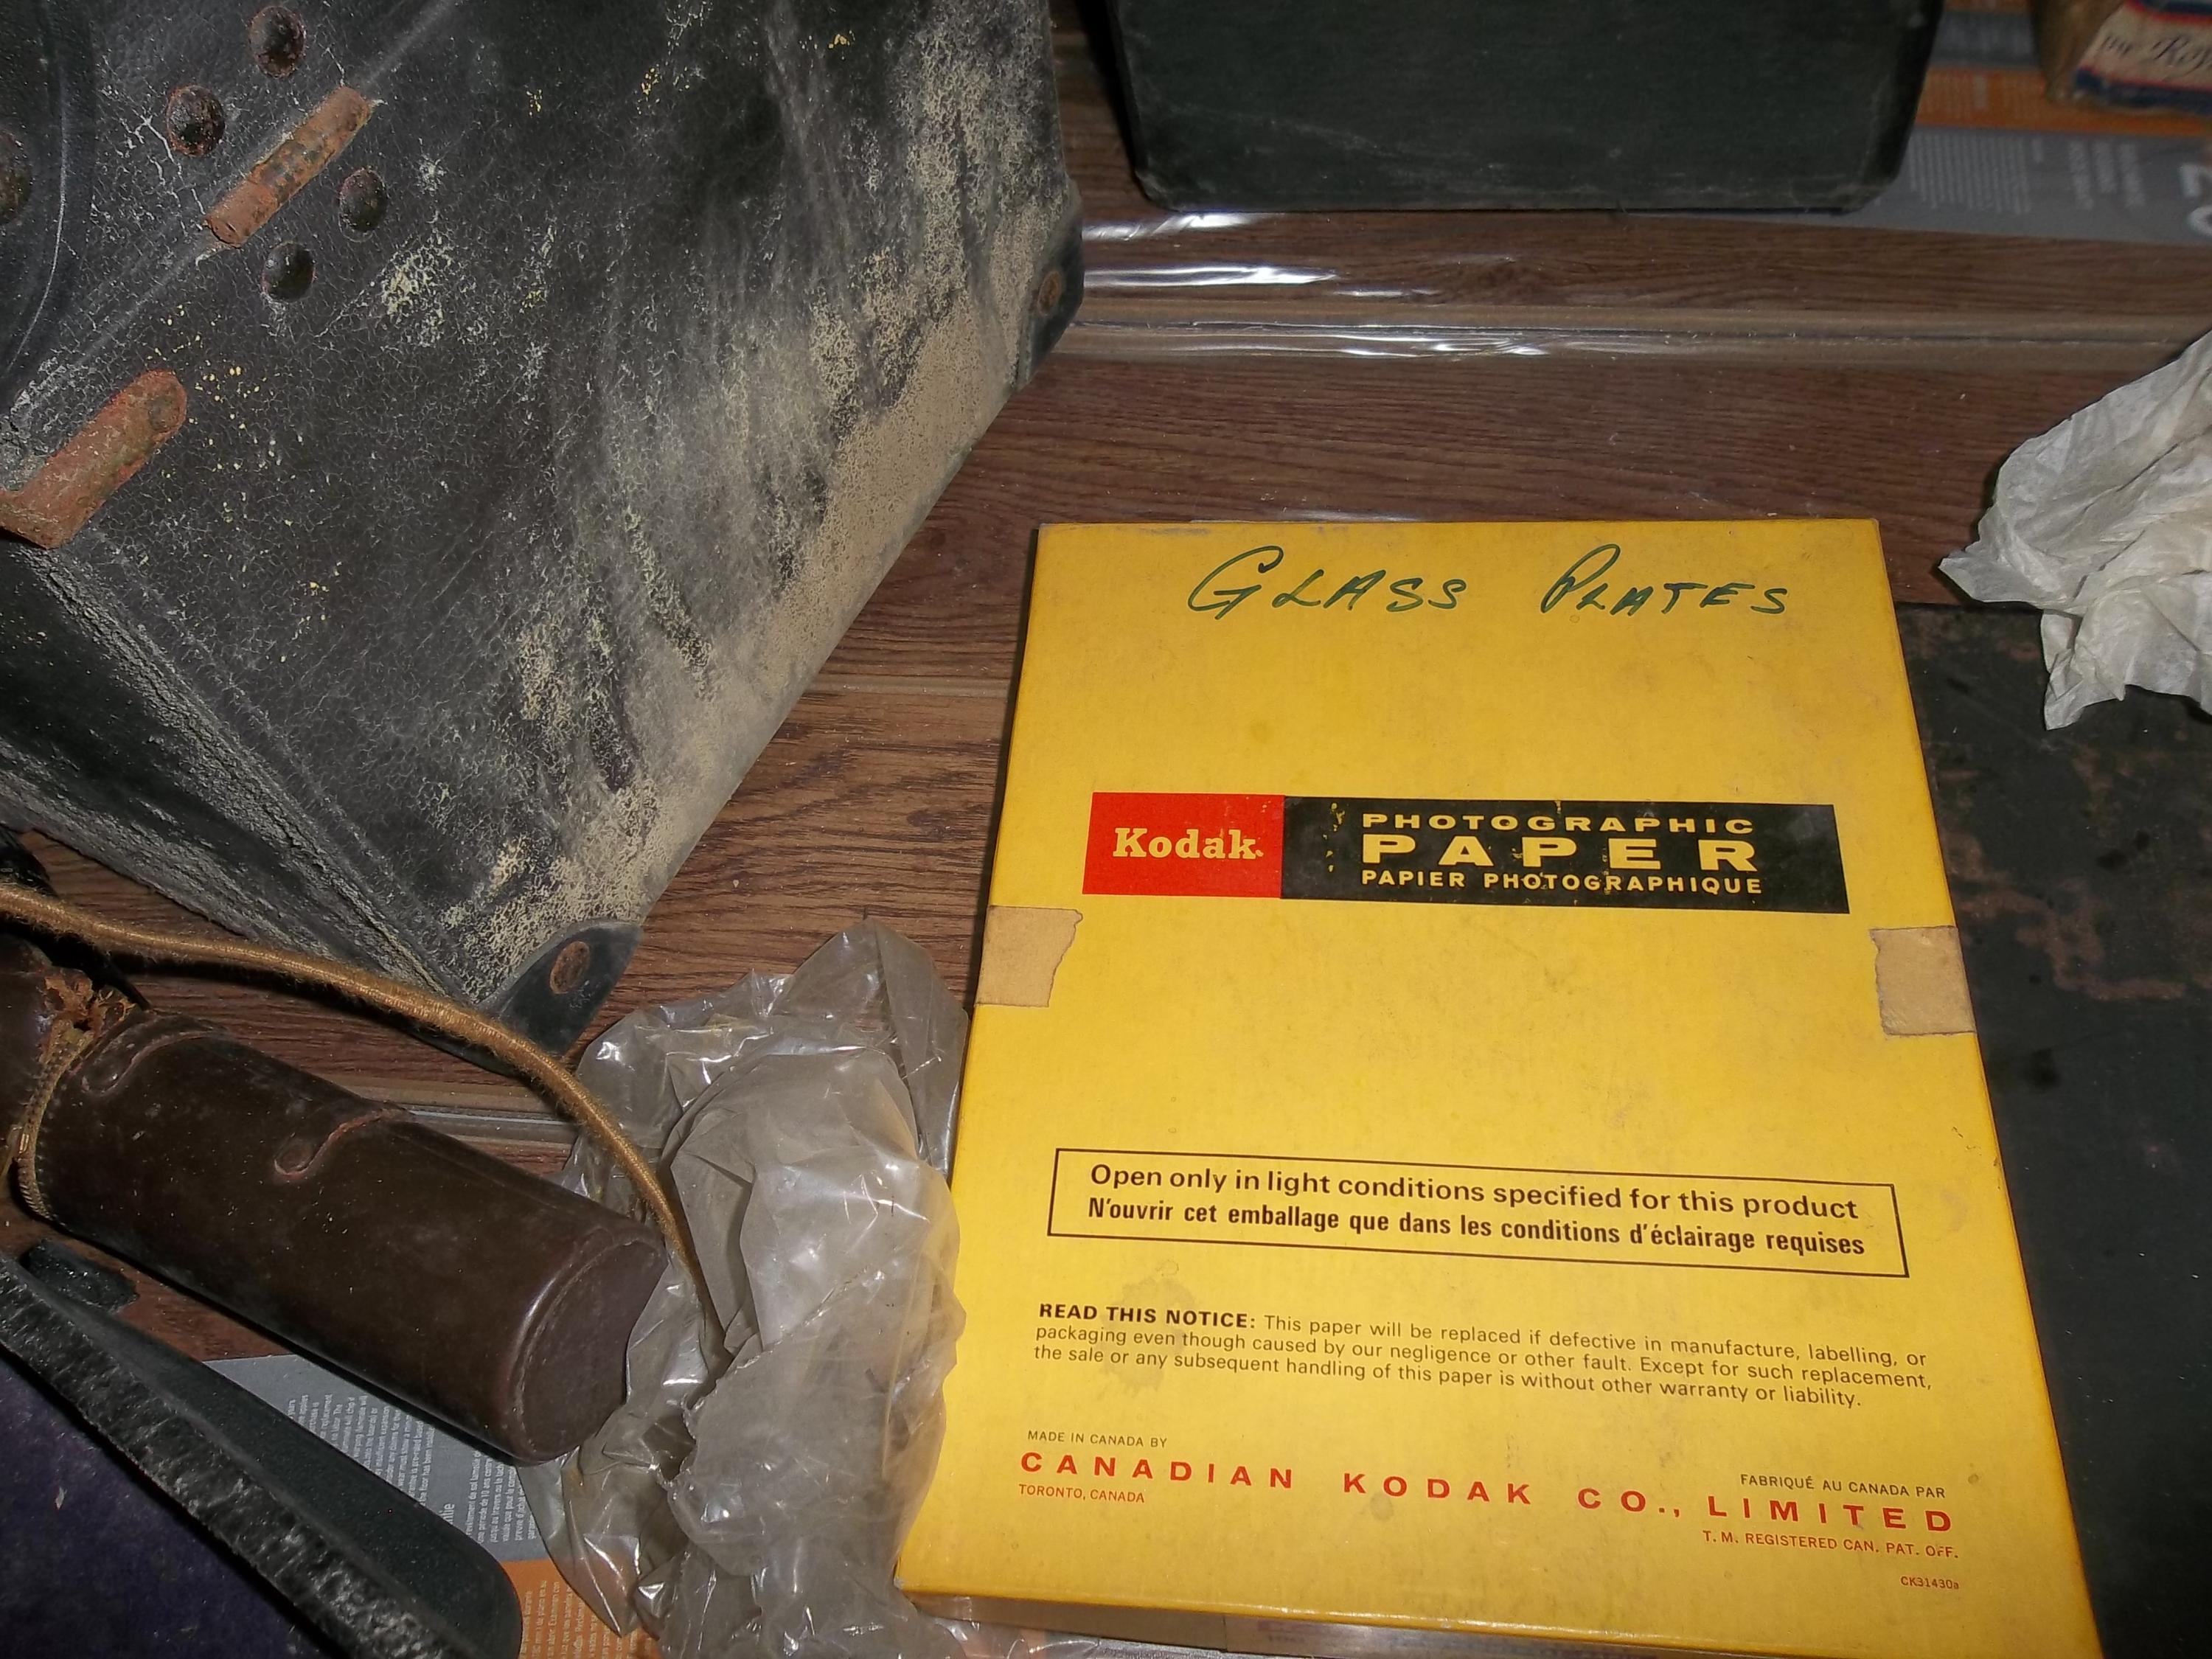 GLASS PLATES
Kodak
PHOTOGRAPHIC
PAPER
PAPIER PHOTOGRAPHIQUE
Open only in light conditions specified for this product
N'ouvrir cet emballage que dans les conditions d'éclairage requises
READ THIS NOTICE: This paper will be replaced if defective in manufacture, labelling, or
packaging even though caused by our negligence or other fault. Except for such replacement,
the sale or any subsequent handling of this paper is without other warranty or liability.
MADE IN CANADA BY
FABRIQUÉ AU CANADA PAR
CANADIAN KODAK CO., LIMITED
TORONTO, CANADA
T. M. REGISTERED CAN. PAT. OFF.
CK31430a